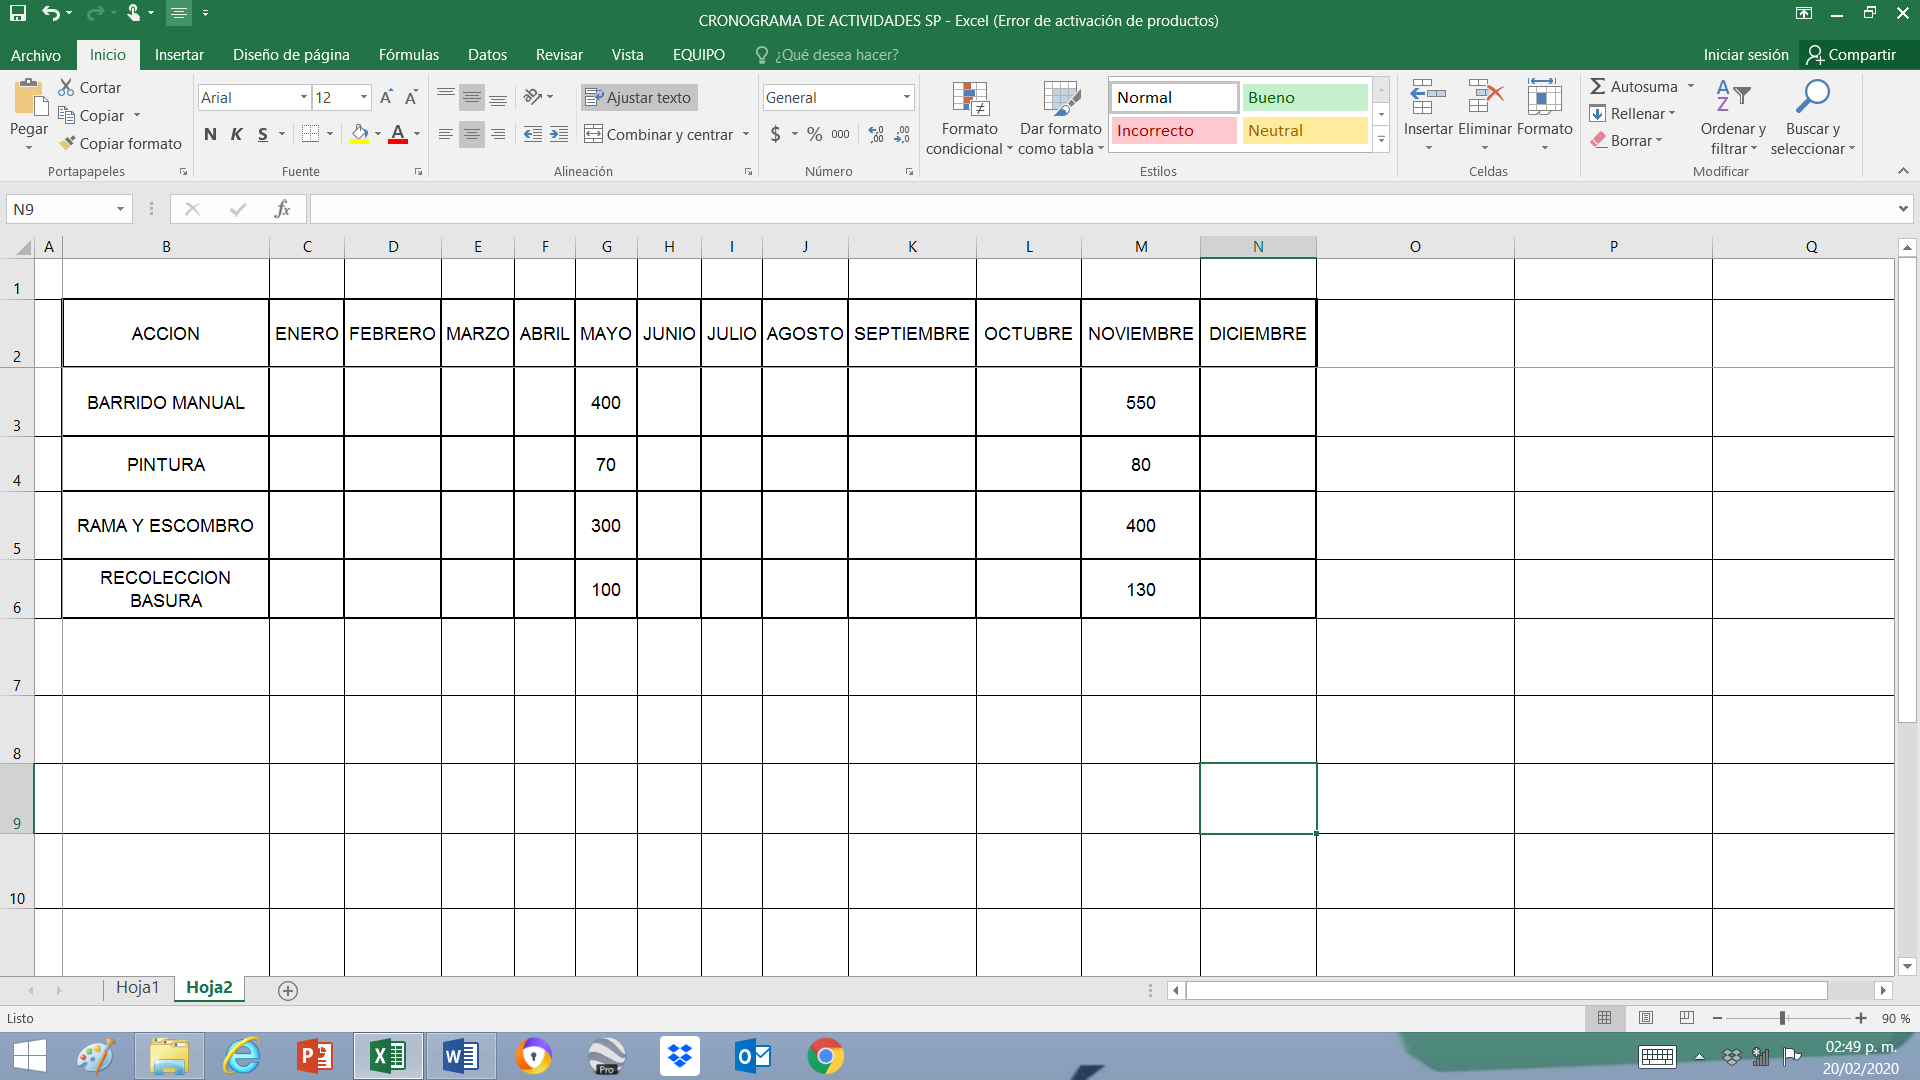 CRONOGRAMA DE ACTIVIDADES SP - Excel (Error de activación de productos)
Archivo Inicio Insertar Diseño de página Fórmulas Datos Revisar Vista EQUIPO ¿Qué desea hacer? Iniciar sesión Compartir
Pegar Cortar
Copiar
Copiar formato
Portapapeles
Arial 12
N K S
Fuente
Ajustar texto
Combinar y centrar
Alineación
General
$ % 000
Número
Formato condicional
Dar formato como tabla
Normal Bueno
Incorrecto Neutral
Estilos
Insertar Eliminar Formato
Celdas
Autosuma
Rellenar
Borrar
Ordenar y filtrar
Buscar y seleccionar
Modificar
N9 fx
A B C D E F G H I J K L M N O P Q
1
2 ACCION ENERO FEBRERO MARZO ABRIL MAYO JUNIO JULIO AGOSTO SEPTIEMBRE OCTUBRE NOVIEMBRE DICIEMBRE
3 BARRIDO MANUAL 400 550
4 PINTURA 70 80
5 RAMA Y ESCOMBRO 300 400
6 RECOLECCION BASURA 100 130
7
8
9
10
Hoja1 Hoja2
Listo 90 %
Pro
02:49 p. m.
20/02/2020